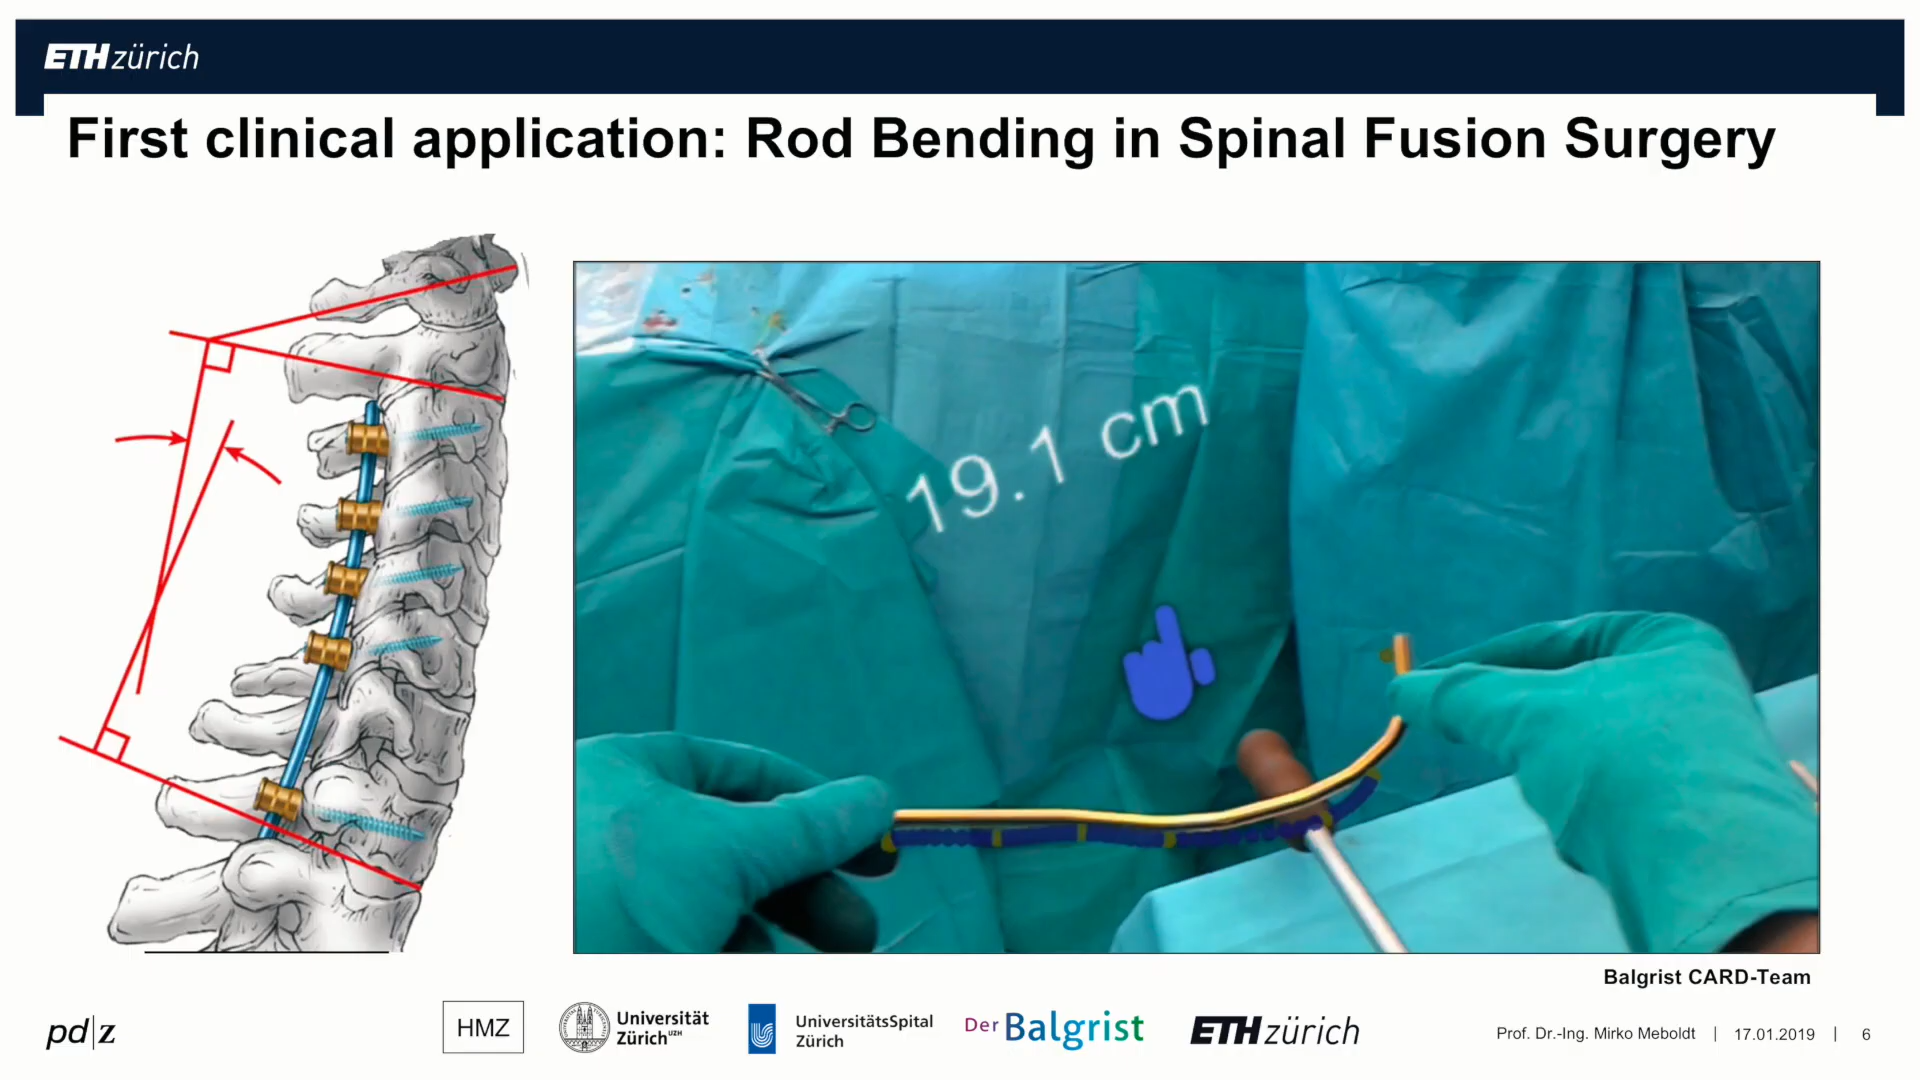 ETH zürich
First clinical application: Rod Bending in Spinal Fusion Surgery
19.1 cm
Balgrist CARD-Team
pd|z
HMZ
Universität
Zürich UZH
UniversitätsSpital
Zürich
Der Balgrist
ETH zürich
Prof. Dr.-Ing. Mirko Meboldt | 17.01.2019 | 6